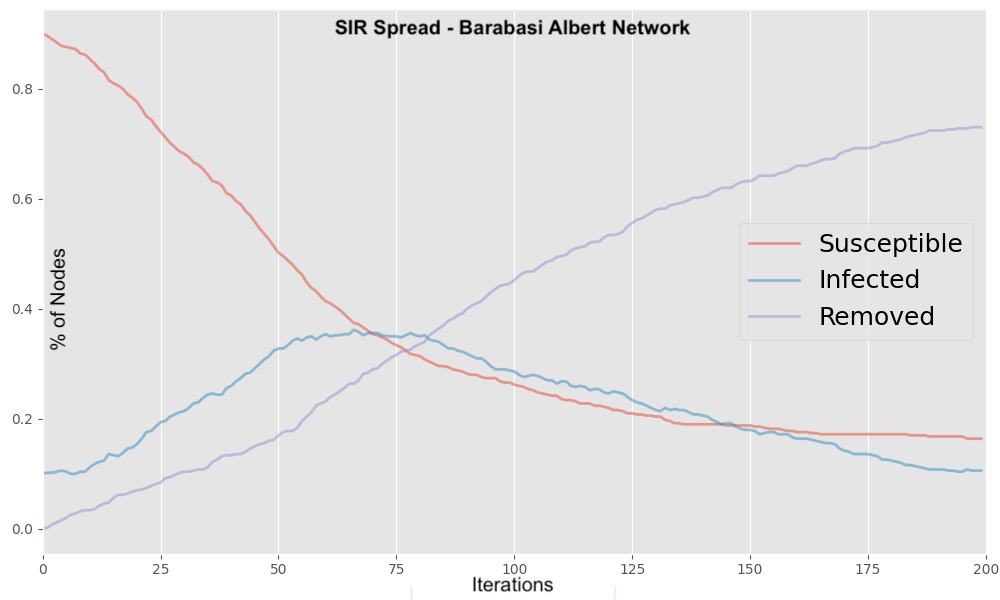 SIR Spread - Barabasi Albert Network
% of Nodes
0.8
0.6
0.4
0.2
0.0
Susceptible
Infected
Removed
0 25 50 75 100 125 150 175 200
Iterations